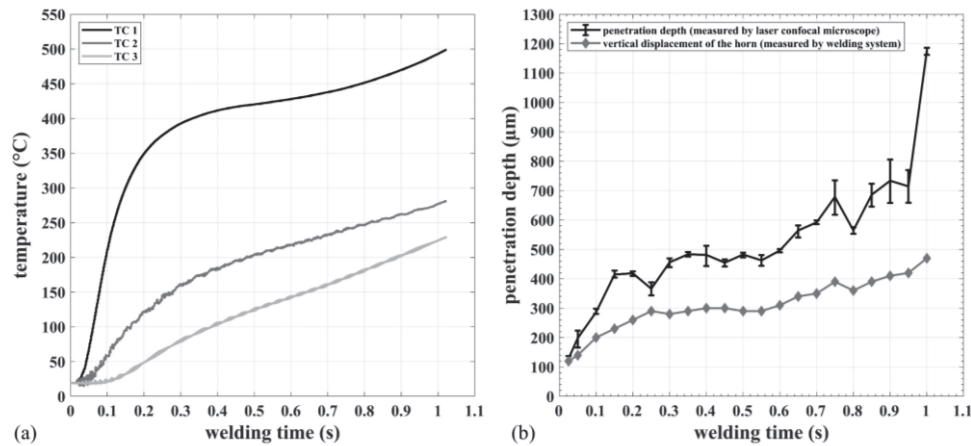 TC 1
TC 2
TC 3
550
500
450
400
350
300
250
200
150
100
50
0
temperature (°C)
0 0.1 0.2 0.3 0.4 0.5 0.6 0.7 0.8 0.9 1 1.1
welding time (s)
(a)
penetration depth (measured by laser confocal microscope)
vertical displacement of the horn (measured by welding system)
1300
1200
1100
1000
900
800
700
600
500
400
300
200
100
penetration depth (μm)
0 0.1 0.2 0.3 0.4 0.5 0.6 0.7 0.8 0.9 1 1.1
welding time (s)
(b)